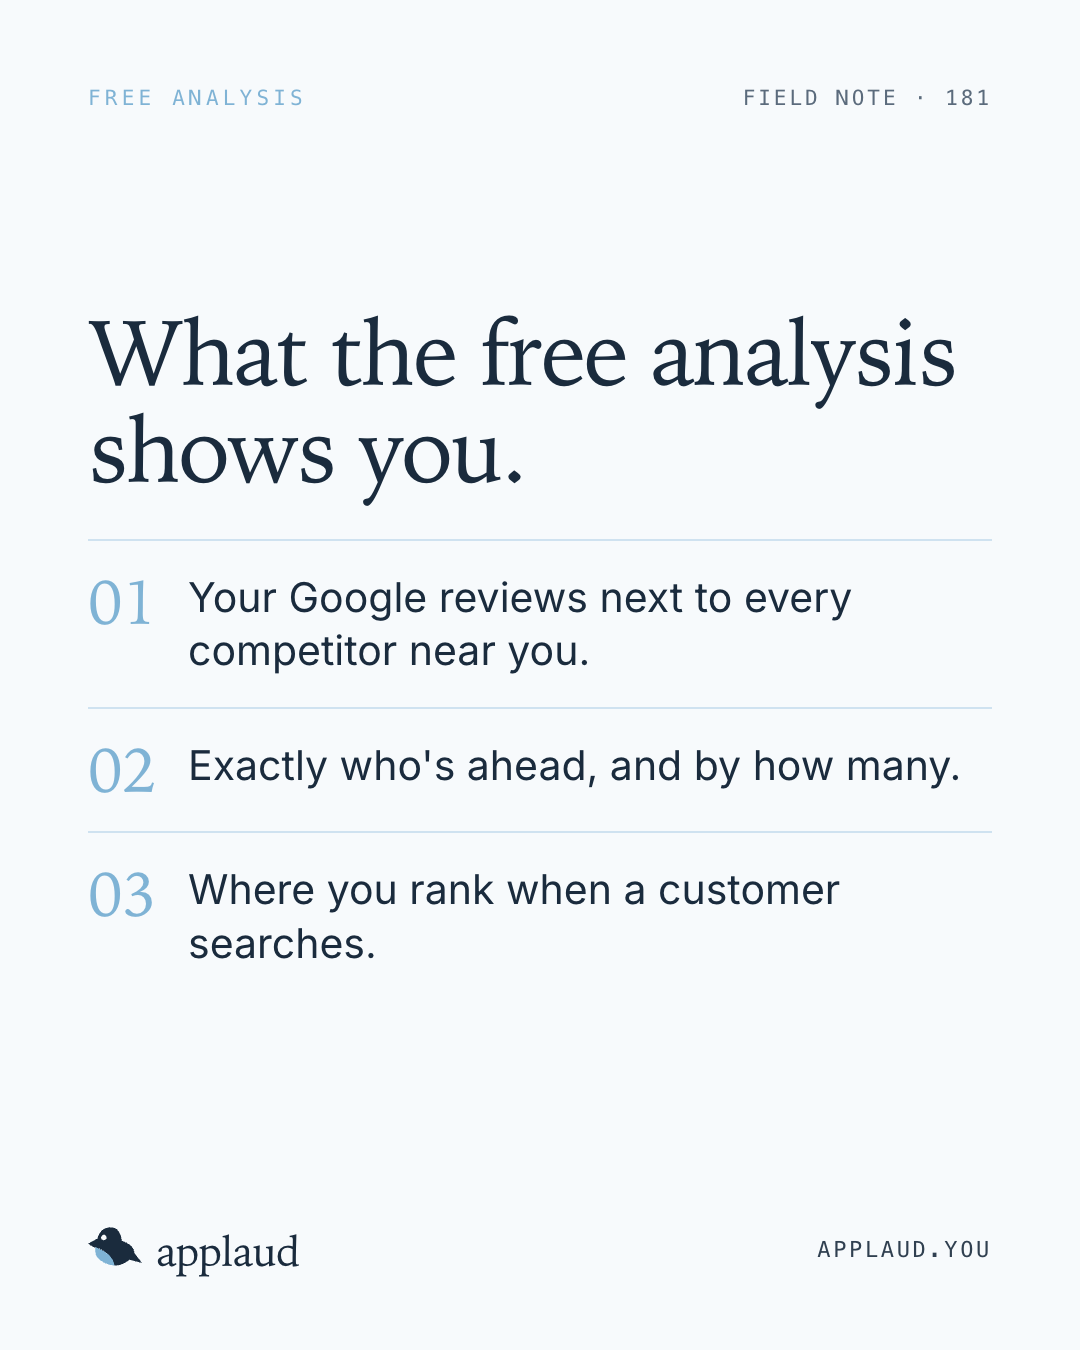 FREE ANALYSIS
FIELD NOTE · 181
What the free analysis
shows you.
01 Your Google reviews next to every
competitor near you.
02 Exactly who's ahead, and by how many.
03 Where you rank when a customer
searches.
applaud
APPLAUD.YOU